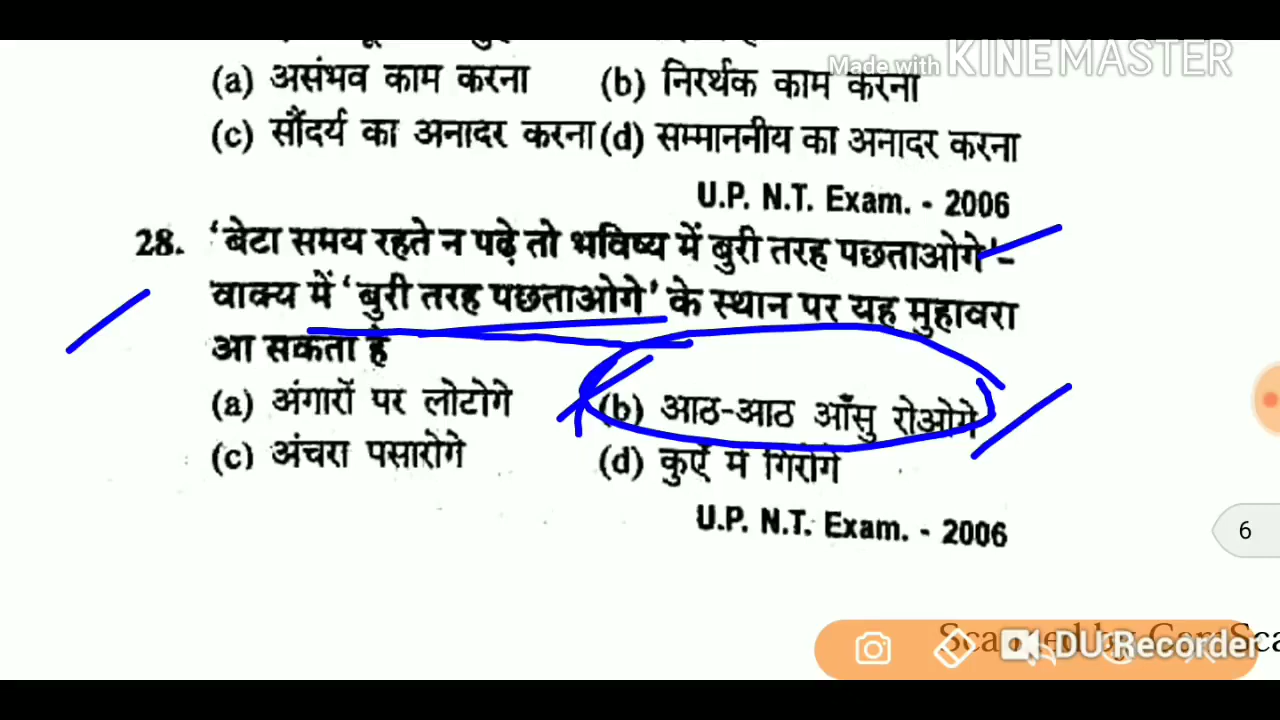 Made with KINEMASTER
(a) असंभव काम करना (b) निरर्थक काम करना
(c) सौंदर्य का अनादर करना (d) सम्माननीय का अनादर करना
U.P. N.T. Exam. - 2006
28. 'बेटा समय रहते न पढ़े तो भविष्य में बुरी तरह पछताओगे' –
वाक्य में 'बुरी तरह पछताओगे' के स्थान पर यह मुहावरा
आ सकता है
(a) अंगारों पर लोटोगे (b) आठ-आठ आँसु रोओगे
(c) अंचरा पसारोगे (d) कुएँ में गिरोगे
U.P. N.T. Exam. - 2006
6
Scanned by
DU Recorder